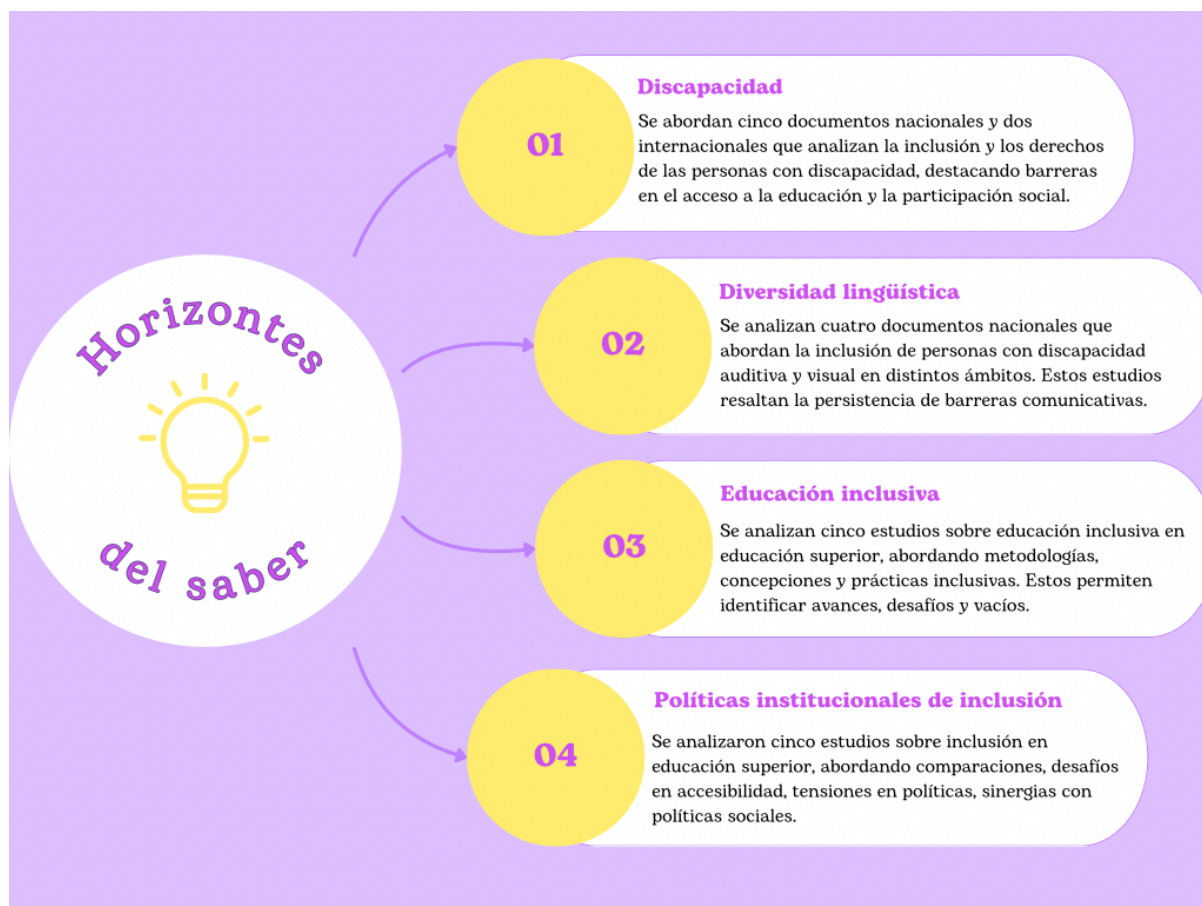 Horizontes
del saber
01
Discapacidad
Se abordan cinco documentos nacionales y dos
internacionales que analizan la inclusión y los derechos
de las personas con discapacidad, destacando barreras
en el acceso a la educación y la participación social.
02
Diversidad lingüística
Se analizan cuatro documentos nacionales que
abordan la inclusión de personas con discapacidad
auditiva y visual en distintos ámbitos. Estos estudios
resaltan la persistencia de barreras comunicativas.
03
Educación inclusiva
Se analizan cinco estudios sobre educación inclusiva en
educación superior, abordando metodologías,
concepciones y prácticas inclusivas. Estos permiten
identificar avances, desafíos y vacíos.
04
Políticas institucionales de inclusión
Se analizaron cinco estudios sobre inclusión en
educación superior, abordando comparaciones, desafíos
en accesibilidad, tensiones en políticas, sinergias con
políticas sociales.